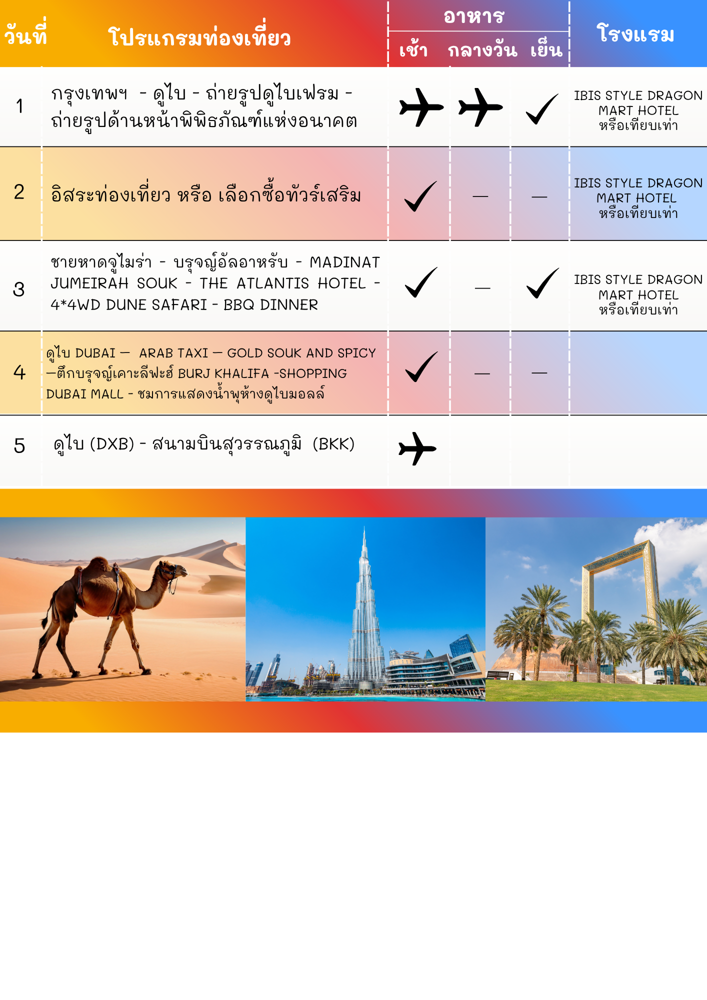 วันที่
โปรแกรมท่องเที่ยว
อาหาร
เช้า กลางวัน เย็น
โรงแรม
1
กรุงเทพฯ - ดูไบ - ถ่ายรูปดูไบเฟรม -
ถ่ายรูปด้านหน้าพิพิธภัณฑ์แห่งอนาคต
IBIS STYLE DRAGON
MART HOTEL
หรือเทียบเท่า
2
อิสระท่องเที่ยว หรือ เลือกซื้อทัวร์เสริม
— —
IBIS STYLE DRAGON
MART HOTEL
หรือเทียบเท่า
3
ชายหาดจูไมร่า - บรุจญ์อัลอาหรับ - MADINAT
JUMEIRAH SOUK - THE ATLANTIS HOTEL -
4*4WD DUNE SAFARI - BBQ DINNER
—
IBIS STYLE DRAGON
MART HOTEL
หรือเทียบเท่า
4
ดูไบ DUBAI – ARAB TAXI – GOLD SOUK AND SPICY
–ตึกบรุจญ์เคาะลีฟะฮ์ BURJ KHALIFA -SHOPPING
DUBAI MALL - ชมการแสดงน้ำพุห้างดูไบมอลล์
— —
5
ดูไบ (DXB) - สนามบินสุวรรณภูมิ (BKK)